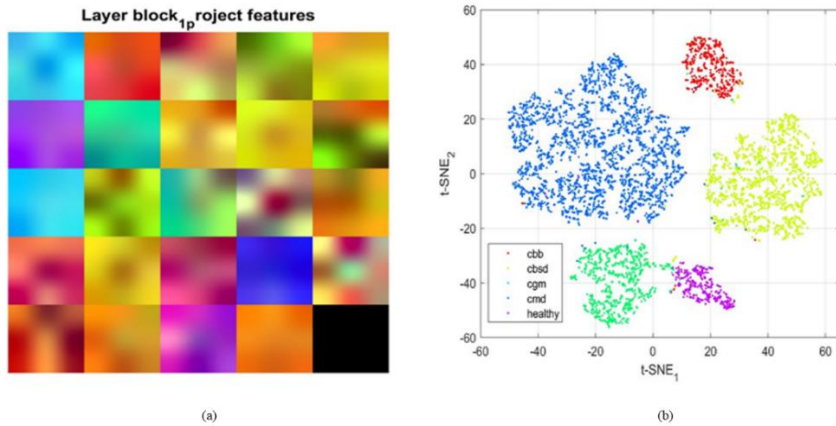 Layer block_1project features
60
40
20
0
-20
-40
-60
t-SNE_2
cbb
cbsd
cgm
cmd
healthy
-60 -40 -20 0 20 40 60
t-SNE_1
(a) (b)